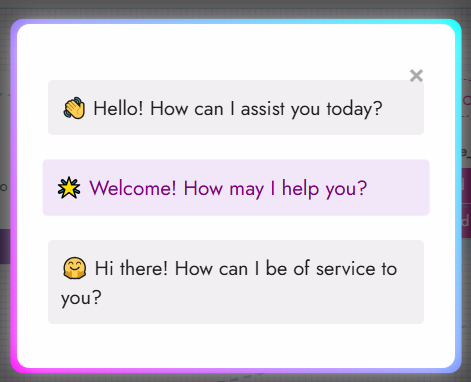 ×
👋 Hello! How can I assist you today?
🌟 Welcome! How may I help you?
🤗 Hi there! How can I be of service to
you?